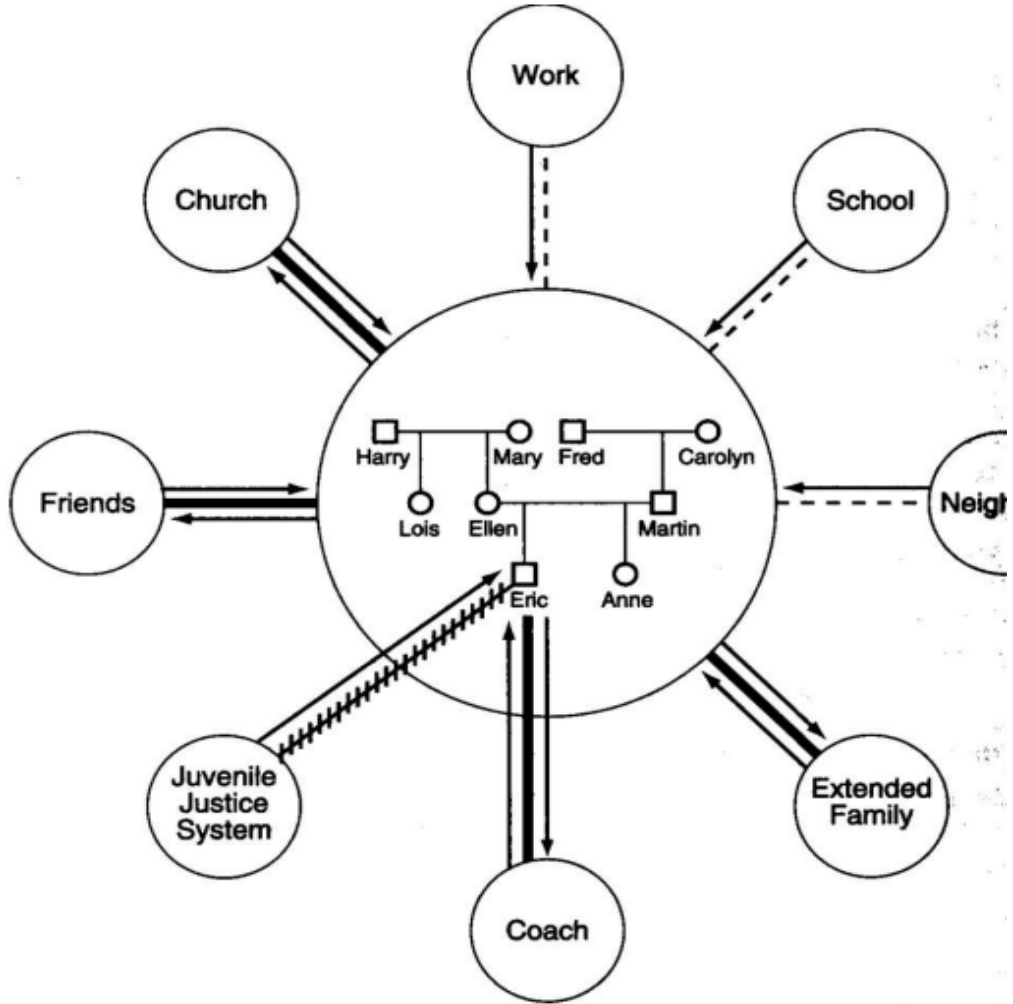 Work
Church
School
Harry
Mary
Fred
Carolyn
Friends
Lois
Ellen
Martin
Neigh
Eric
Anne
Juvenile
Justice
System
Extended
Family
Coach